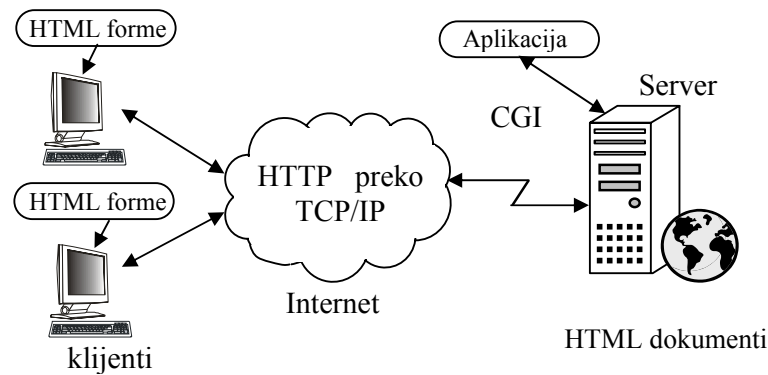 HTML forme
Aplikacija
Server
CGI
HTTP preko
TCP/IP
HTML forme
Internet
HTML dokumenti
klijenti